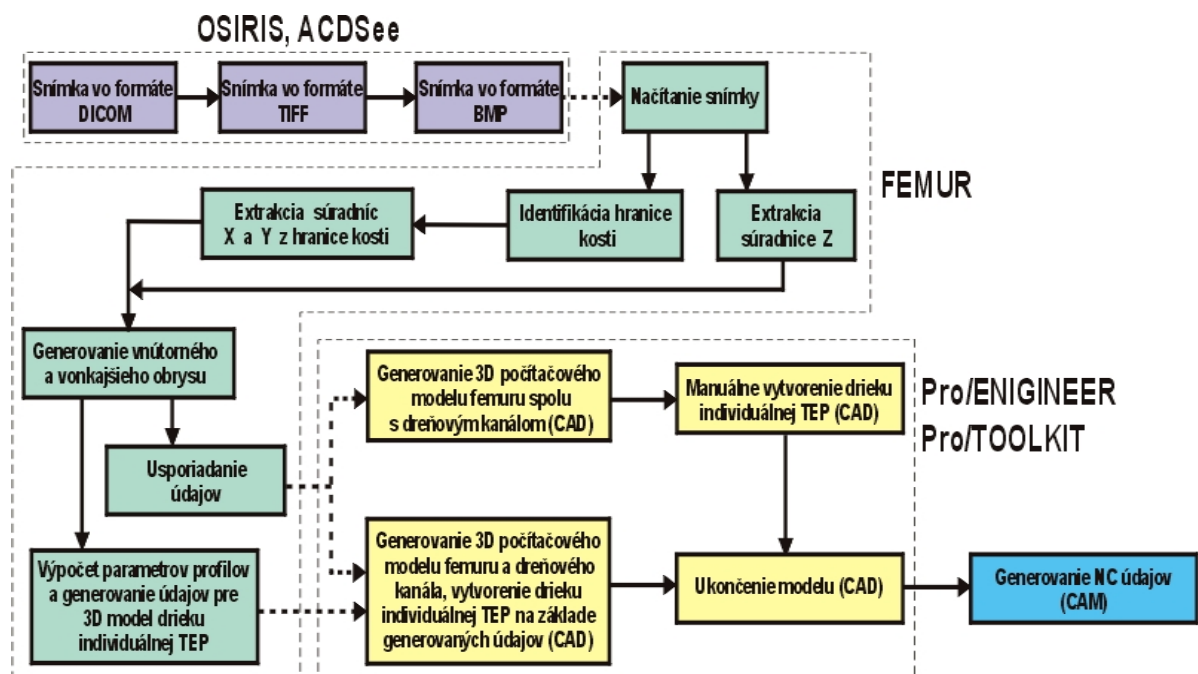 OSIRIS, ACDSee
Snímka vo formáte
DICOM
Snímka vo formáte
TIFF
Snímka vo formáte
BMP
Načítanie snímky
FEMUR
Extrakcia súradníc
X a Y z hranice kosti
Identifikácia hranice
kosti
Extrakcia
súradnice Z
Generovanie vnútorného
a vonkajšieho obrysu
Generovanie 3D počítačového
modelu femuru spolu
s dreňovým kanálom (CAD)
Manuálne vytvorenie drieku
individuálnej TEP (CAD)
Pro/ENIGINEER
Pro/TOOLKIT
Usporiadanie
údajov
Výpočet parametrov profilov
a generovanie údajov pre
3D model drieku
individuálnej TEP
Generovanie 3D počítačového
modelu femuru a dreňového
kanála, vytvorenie drieku
individuálnej TEP na základe
generovaných údajov (CAD)
Ukončenie modelu (CAD)
Generovanie NC údajov
(CAM)